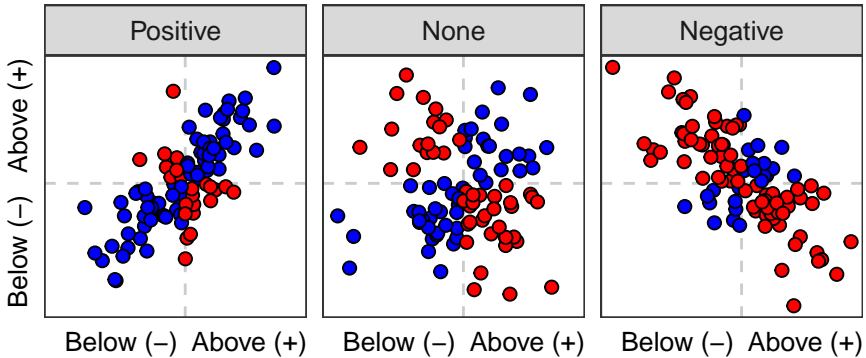 Positive
None
Negative
Above (+)
Below (−)
Below (−) Above (+)
Below (−) Above (+)
Below (−) Above (+)